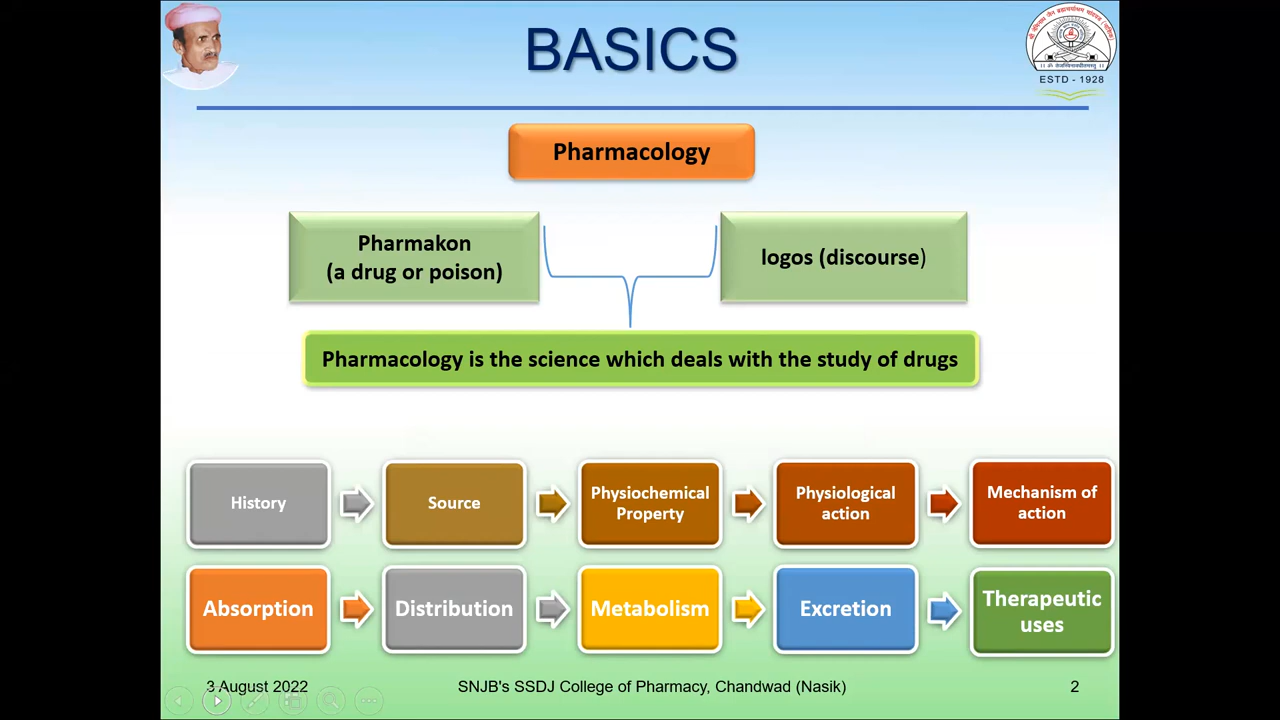 BASICS
ESTD - 1928
Pharmacology
Pharmakon
(a drug or poison)
logos (discourse)
Pharmacology is the science which deals with the study of drugs
History
Source
Physiochemical
Property
Physiological
action
Mechanism of
action
Absorption
Distribution
Metabolism
Excretion
Therapeutic
uses
3 August 2022
SNJB's SSDJ College of Pharmacy, Chandwad (Nasik)
2